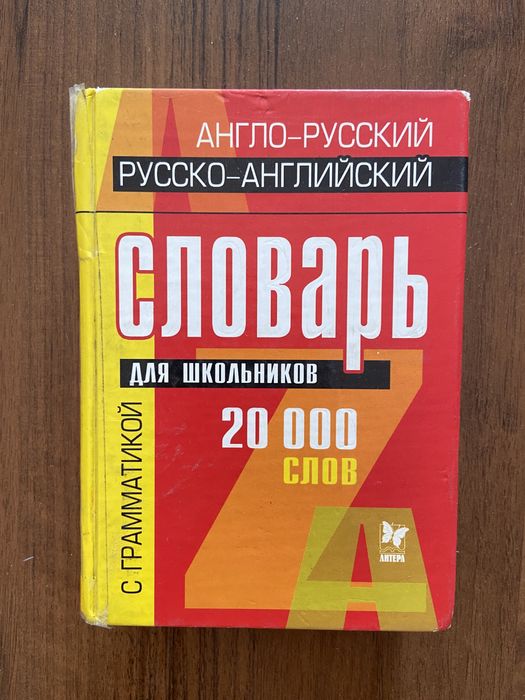 АНГЛО-РУССКИЙ
РУССКО-АНГЛИЙСКИЙ
СЛОВАРЬ
ДЛЯ ШКОЛЬНИКОВ
С ГРАММАТИКОЙ
20 000
СЛОВ
A
Z
A
ЛИТЕРА